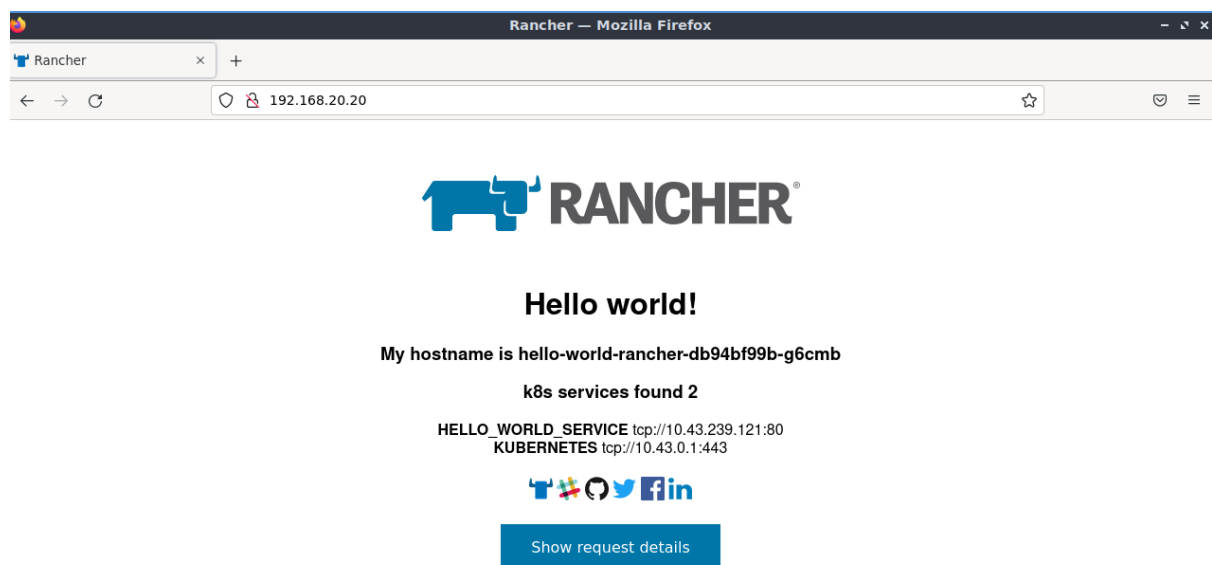 Rancher — Mozilla Firefox
Rancher
192.168.20.20
RANCHER®
Hello world!
My hostname is hello-world-rancher-db94bf99b-g6cmb
k8s services found 2
HELLO_WORLD_SERVICE tcp://10.43.239.121:80
KUBERNETES tcp://10.43.0.1:443
Show request details